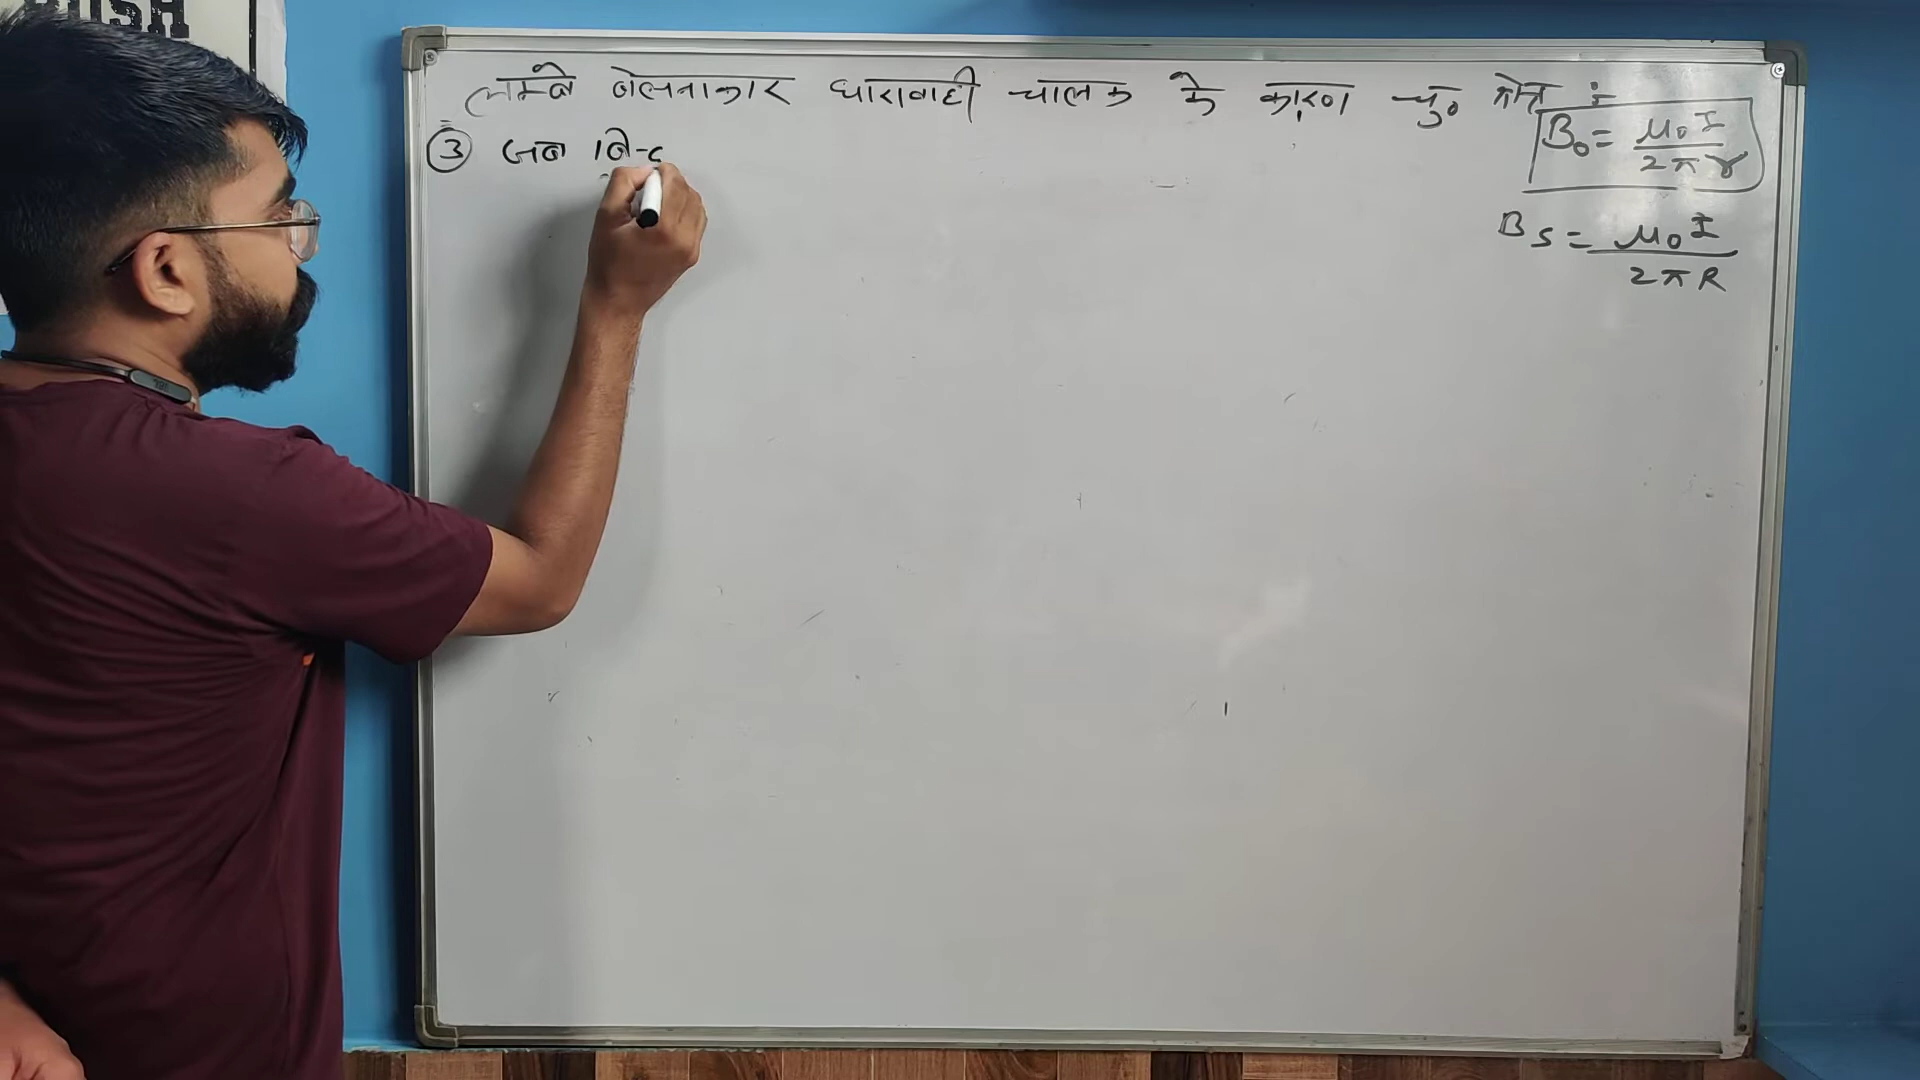 लम्बे बेलनाकार धारावाही चालक के कारण चु० क्षेत्र :-
B₀ = μ₀I / 2πr
③ जब बिन्द
Bs = μ₀I / 2πR